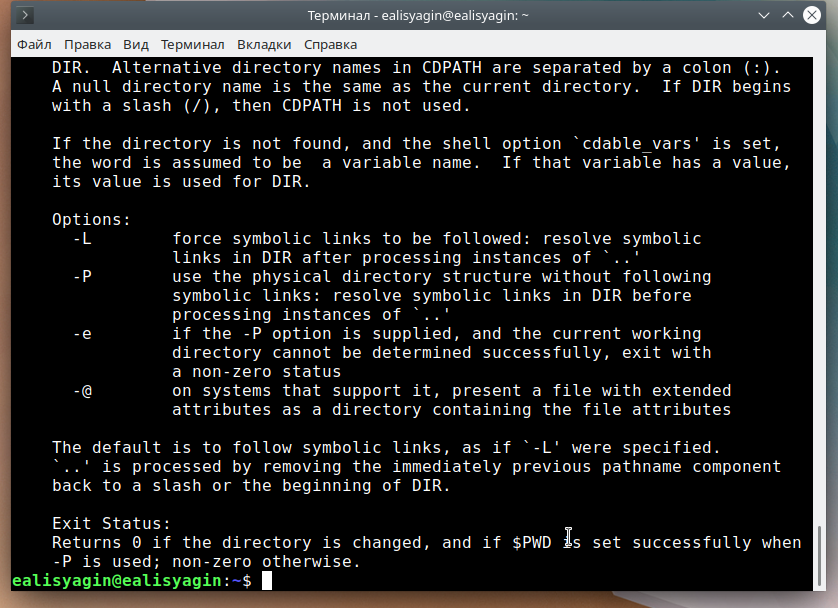 Терминал - ealisyagin@ealisyagin: ~
Файл Правка Вид Терминал Вкладки Справка
DIR.  Alternative directory names in CDPATH are separated by a colon (:).
A null directory name is the same as the current directory.  If DIR begins
with a slash (/), then CDPATH is not used.

If the directory is not found, and the shell option `cdable_vars' is set,
the word is assumed to be  a variable name.  If that variable has a value,
its value is used for DIR.

Options:
  -L        force symbolic links to be followed: resolve symbolic
            links in DIR after processing instances of `..'
  -P        use the physical directory structure without following
            symbolic links: resolve symbolic links in DIR before
            processing instances of `..'
  -e        if the -P option is supplied, and the current working
            directory cannot be determined successfully, exit with
            a non-zero status
  -@        on systems that support it, present a file with extended
            attributes as a directory containing the file attributes

The default is to follow symbolic links, as if `-L' were specified.
`..' is processed by removing the immediately previous pathname component
back to a slash or the beginning of DIR.

Exit Status:
Returns 0 if the directory is changed, and if $PWD is set successfully when
-P is used; non-zero otherwise.
ealisyagin@ealisyagin:~$